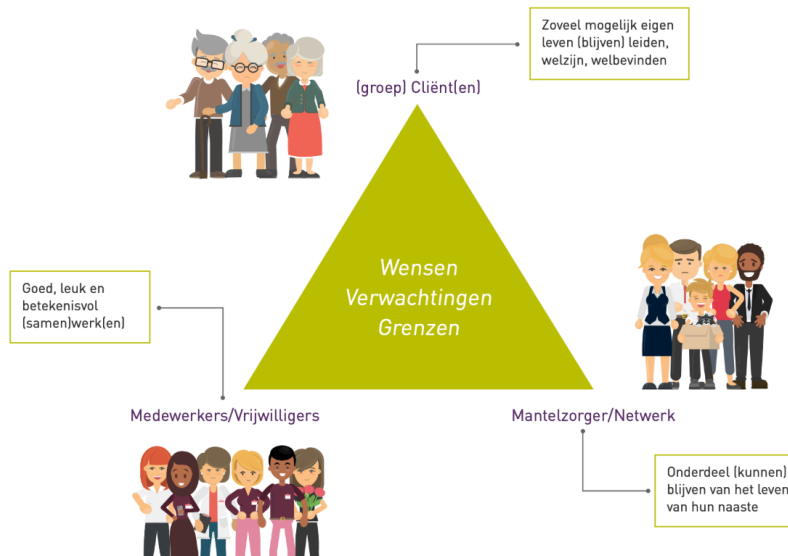 Zoveel mogelijk eigen
leven (blijven) leiden,
welzijn, welbevinden
(groep) Cliënt(en)
Wensen
Verwachtingen
Grenzen
Goed, leuk en
betekenisvol
(samen)werk(en)
Medewerkers/Vrijwilligers
Mantelzorger/Netwerk
Onderdeel (kunnen)
blijven van het leven
van hun naaste